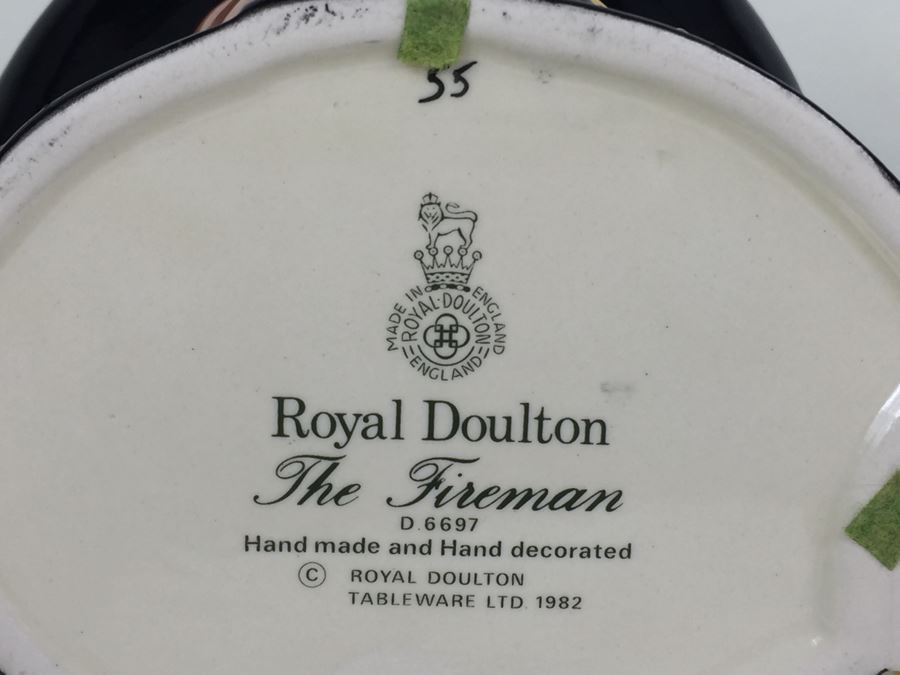 55
MADE IN ENGLAND
ROYAL·DOULTON
ENGLAND
Royal Doulton
The Fireman
D.6697
Hand made and Hand decorated
© ROYAL DOULTON
TABLEWARE LTD. 1982